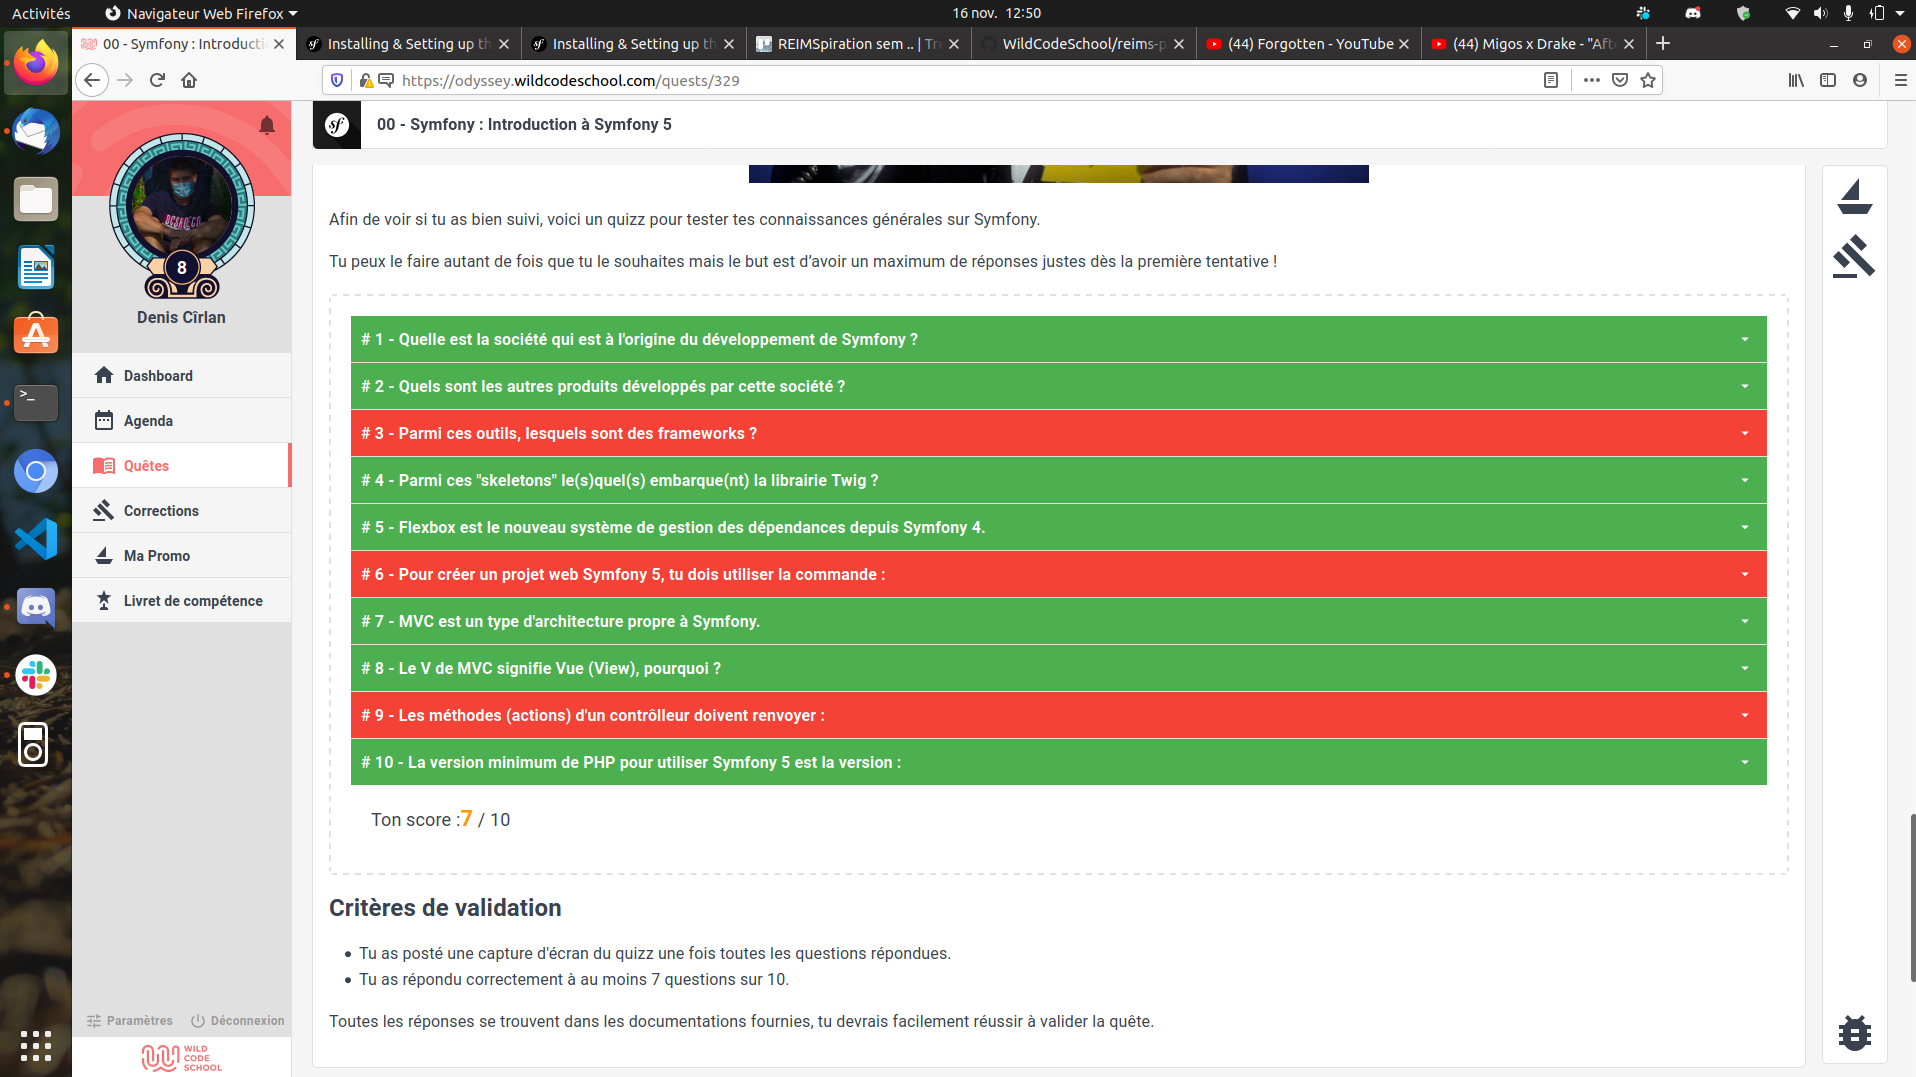 Activités
Navigateur Web Firefox
16 nov. 12:50
00 - Symfony : Introducti
Installing & Setting up th
Installing & Setting up th
REIMSpiration sem .. | Tre
WildCodeSchool/reims-p
(44) Forgotten - YouTube
(44) Migos x Drake - "Afte
https://odyssey.wildcodeschool.com/quests/329
00 - Symfony : Introduction à Symfony 5
8
Denis Cîrlan
Dashboard
Agenda
Quêtes
Corrections
Ma Promo
Livret de compétence
Paramètres
Déconnexion
WILD
CODE
SCHOOL
Afin de voir si tu as bien suivi, voici un quizz pour tester tes connaissances générales sur Symfony.
Tu peux le faire autant de fois que tu le souhaites mais le but est d’avoir un maximum de réponses justes dès la première tentative !
# 1 - Quelle est la société qui est à l'origine du développement de Symfony ?
# 2 - Quels sont les autres produits développés par cette société ?
# 3 - Parmi ces outils, lesquels sont des frameworks ?
# 4 - Parmi ces "skeletons" le(s)quel(s) embarque(nt) la librairie Twig ?
# 5 - Flexbox est le nouveau système de gestion des dépendances depuis Symfony 4.
# 6 - Pour créer un projet web Symfony 5, tu dois utiliser la commande :
# 7 - MVC est un type d'architecture propre à Symfony.
# 8 - Le V de MVC signifie Vue (View), pourquoi ?
# 9 - Les méthodes (actions) d'un contrôlleur doivent renvoyer :
# 10 - La version minimum de PHP pour utiliser Symfony 5 est la version :
Ton score :7 / 10
Critères de validation
Tu as posté une capture d'écran du quizz une fois toutes les questions répondues.
Tu as répondu correctement à au moins 7 questions sur 10.
Toutes les réponses se trouvent dans les documentations fournies, tu devrais facilement réussir à valider la quête.